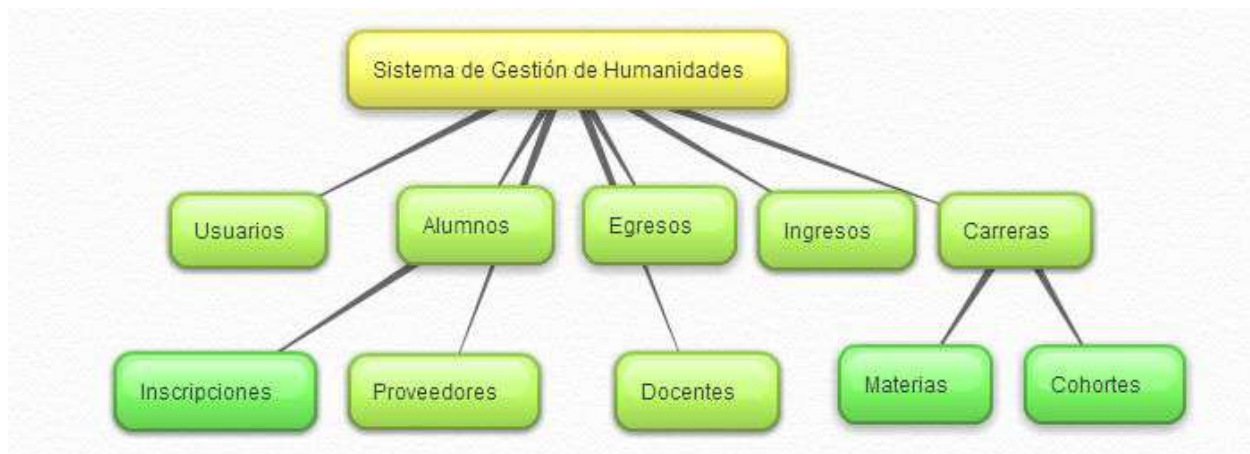 Sistema de Gestión de Humanidades
Usuarios
Alumnos
Egresos
Ingresos
Carreras
Inscripciones
Proveedores
Docentes
Materias
Cohortes